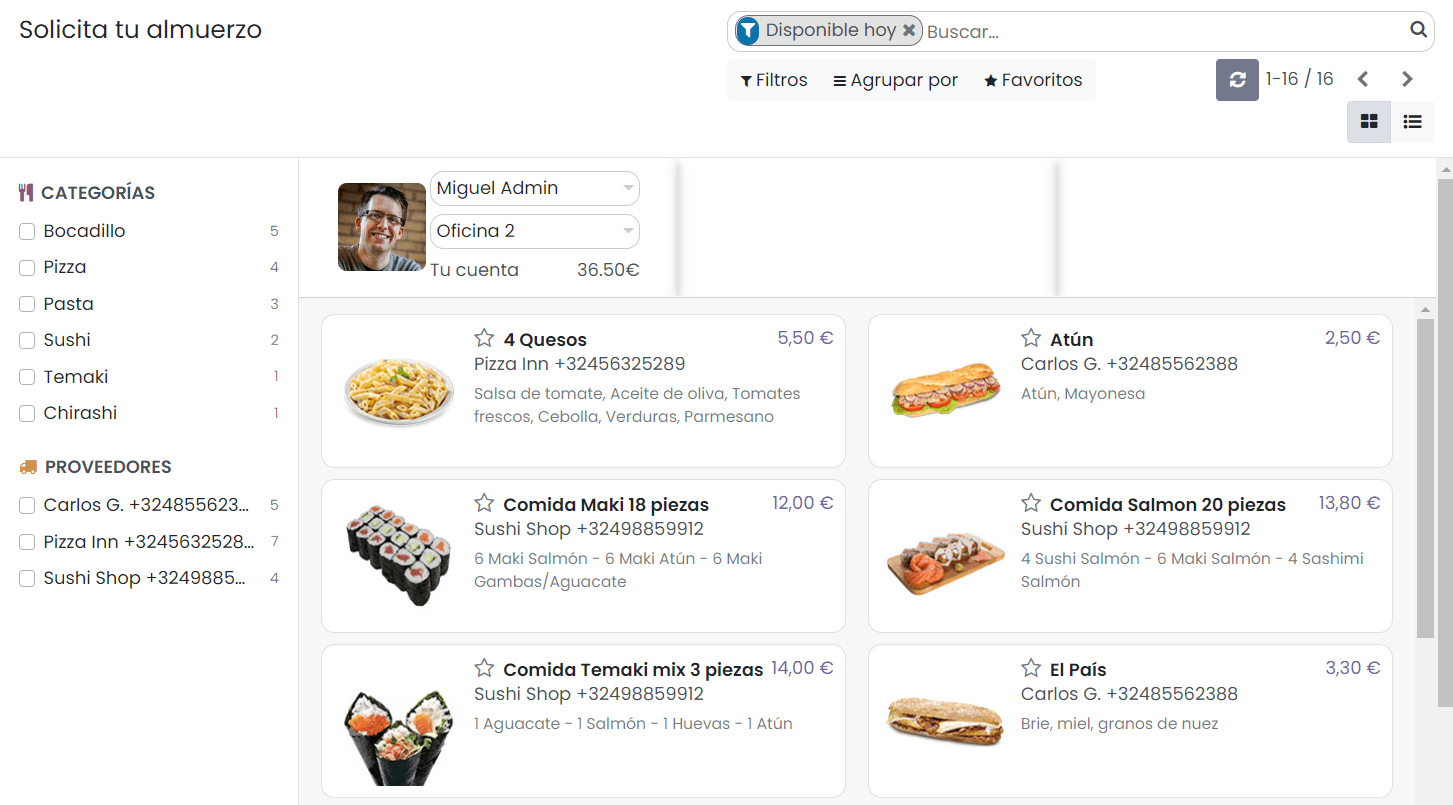 Solicita tu almuerzo
Disponible hoy
Buscar...
Filtros
Agrupar por
Favoritos
1-16 / 16
CATEGORÍAS
Bocadillo 5
Pizza 4
Pasta 3
Sushi 2
Temaki 1
Chirashi 1
PROVEEDORES
Carlos G. +324855623... 5
Pizza Inn +3245632528... 7
Sushi Shop +32498855... 4
Miguel Admin
Oficina 2
Tu cuenta 36.50€
4 Quesos 5,50 €
Pizza Inn +32456325289
Salsa de tomate, Aceite de oliva, Tomates
frescos, Cebolla, Verduras, Parmesano
Atún 2,50 €
Carlos G. +32485562388
Atún, Mayonesa
Comida Maki 18 piezas 12,00 €
Sushi Shop +32498859912
6 Maki Salmón - 6 Maki Atún - 6 Maki
Gambas/Aguacate
Comida Salmon 20 piezas 13,80 €
Sushi Shop +32498859912
4 Sushi Salmón - 6 Maki Salmón - 4 Sashimi
Salmón
Comida Temaki mix 3 piezas 14,00 €
Sushi Shop +32498859912
1 Aguacate - 1 Salmón - 1 Huevas - 1 Atún
El País 3,30 €
Carlos G. +32485562388
Brie, miel, granos de nuez